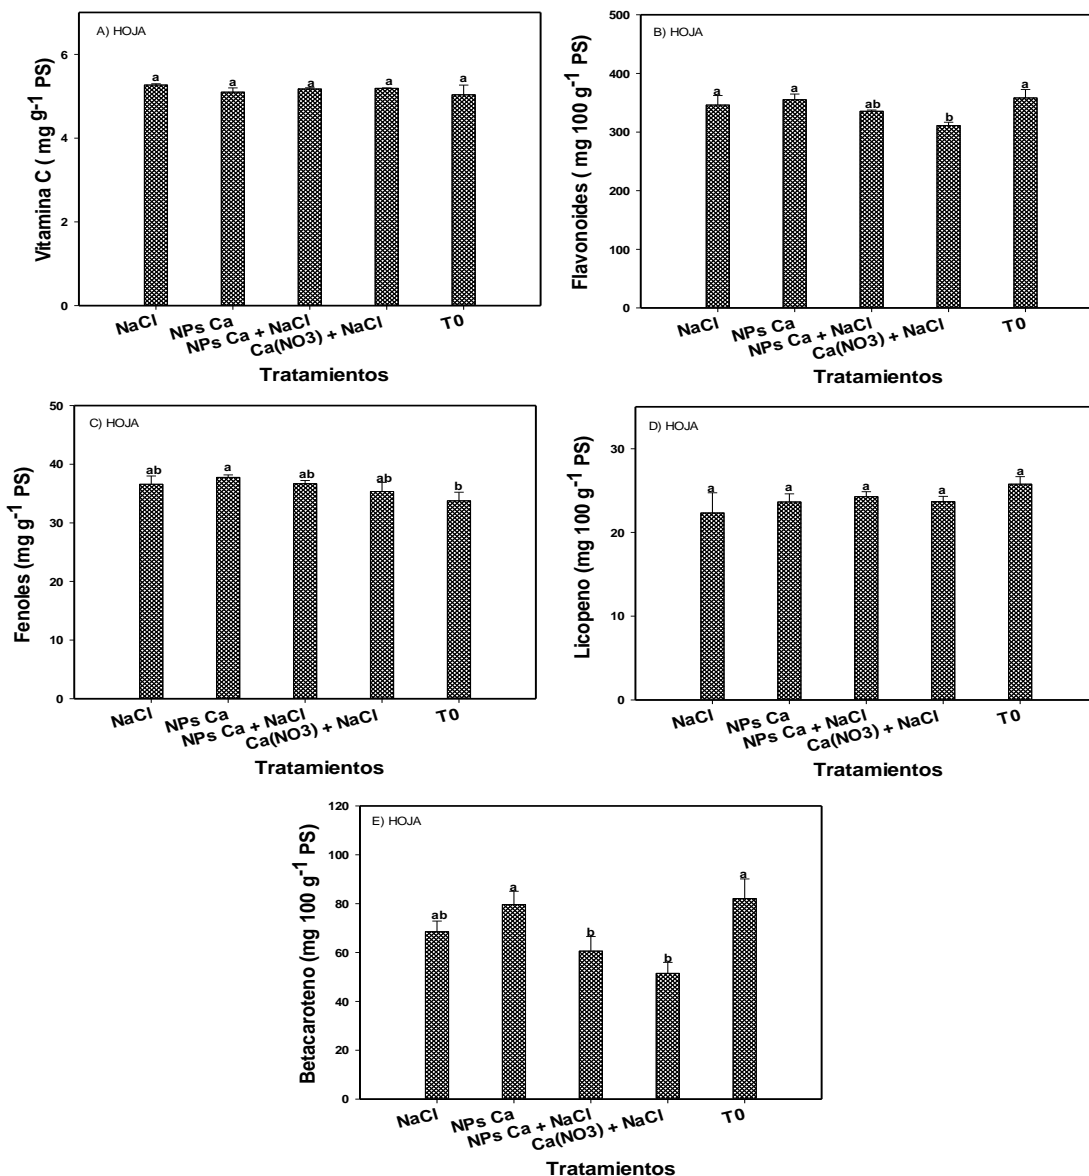 A) HOJA
Vitamina C ( mg g-1 PS)
6
4
2
0
a a a a a
NaCl
NPs Ca
NPs Ca + NaCl
Ca(NO3) + NaCl
T0
Tratamientos
B) HOJA
Flavonoides ( mg 100 g-1 PS)
500
400
300
200
100
0
a a ab b a
NaCl
NPs Ca
NPs Ca + NaCl
Ca(NO3) + NaCl
T0
Tratamientos
C) HOJA
Fenoles (mg g-1 PS)
50
40
30
20
10
0
ab a ab ab b
NaCl
NPs Ca
NPs Ca + NaCl
Ca(NO3) + NaCl
T0
Tratamientos
D) HOJA
Licopeno (mg 100 g-1 PS)
30
20
10
0
a a a a a
NaCl
NPs Ca
NPs Ca + NaCl
Ca(NO3) + NaCl
T0
Tratamientos
E) HOJA
Betacaroteno (mg 100 g-1 PS)
120
100
80
60
40
20
0
ab a b b a
NaCl
NPs Ca
NPs Ca + NaCl
Ca(NO3) + NaCl
T0
Tratamientos